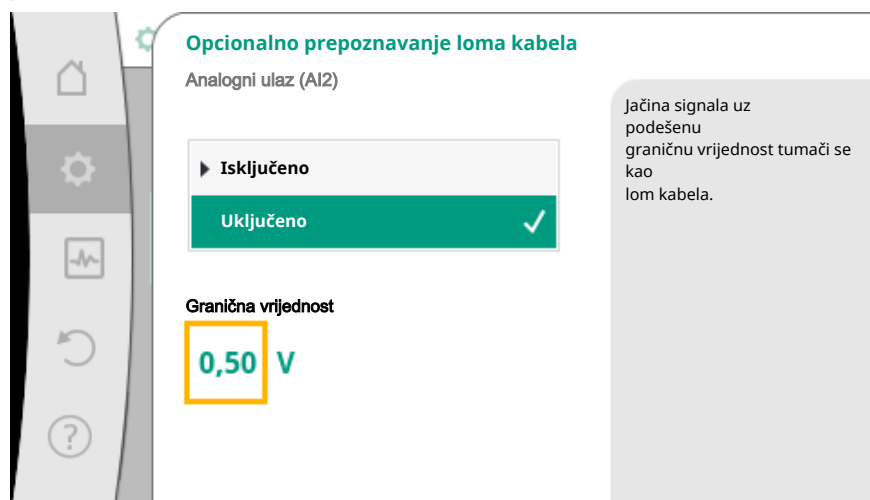 Opcionalno prepoznavanje loma kabela
Analogni ulaz (AI2)
Isključeno
Uključeno
Granična vrijednost
0,50 V
Jačina signala uz
podešenu
graničnu vrijednost tumači se
kao
lom kabela.